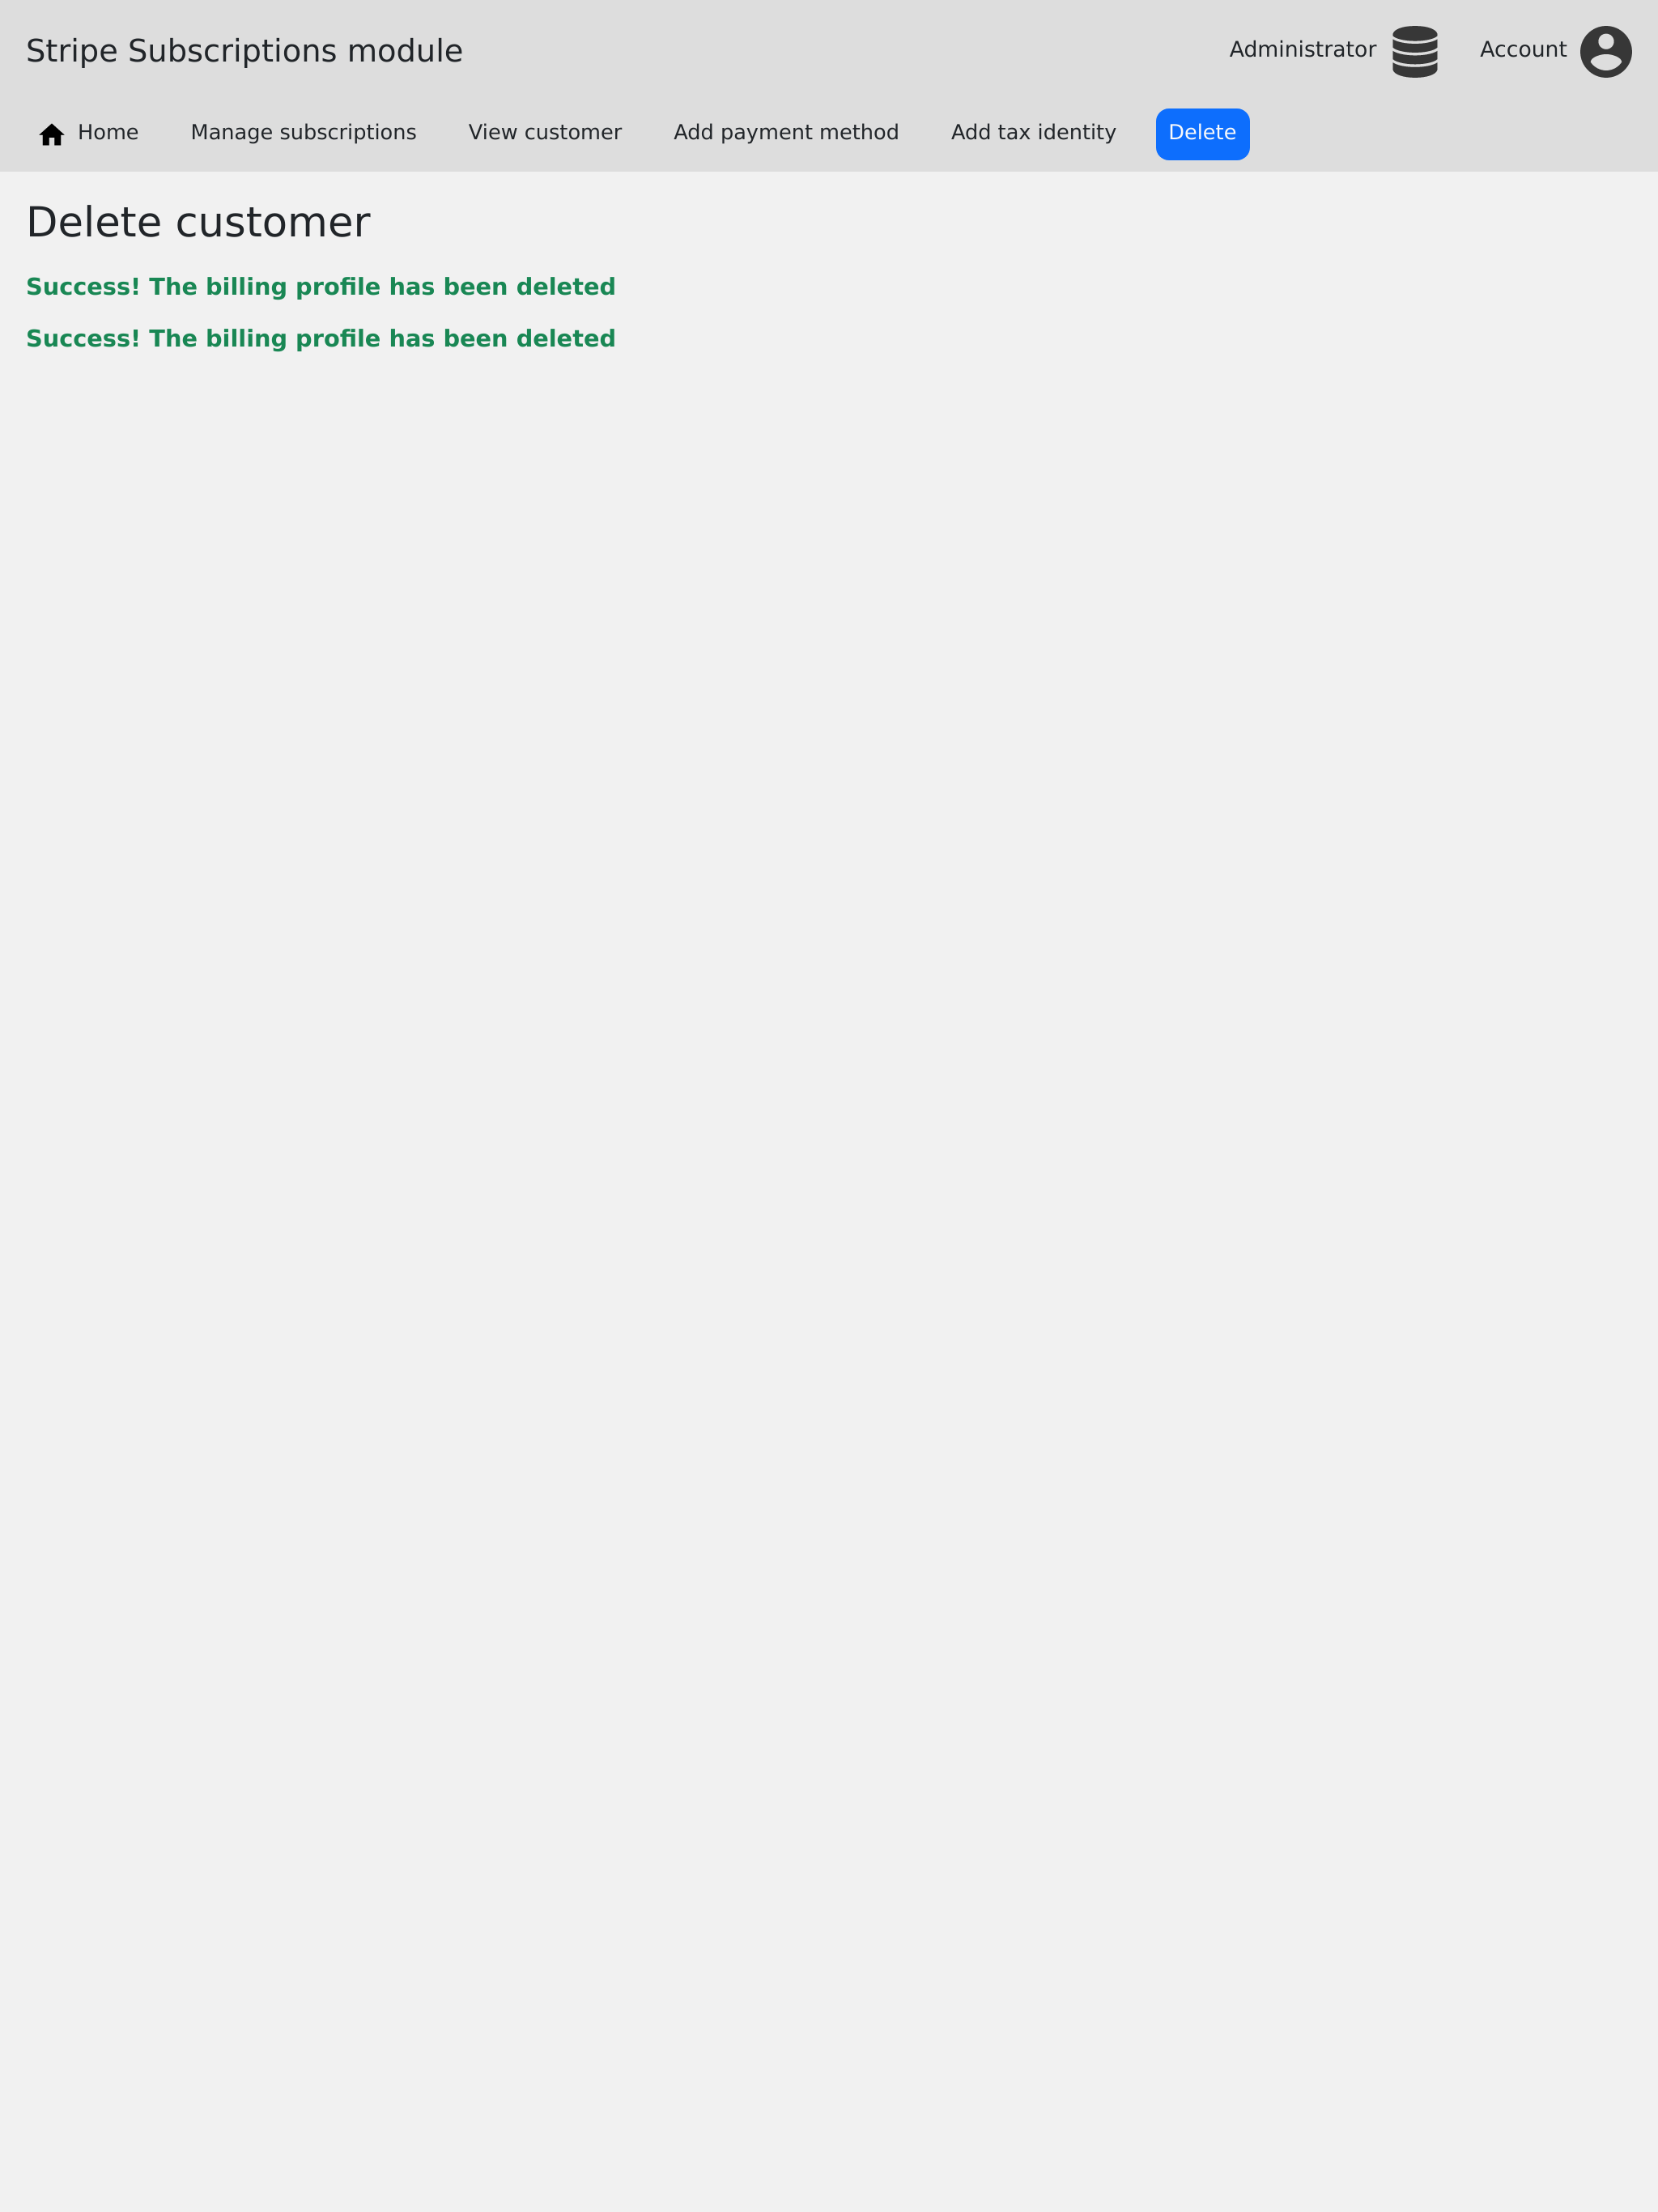 Stripe Subscriptions module
Administrator
Account
Home
Manage subscriptions
View customer
Add payment method
Add tax identity
Delete
Delete customer
Success! The billing profile has been deleted
Success! The billing profile has been deleted